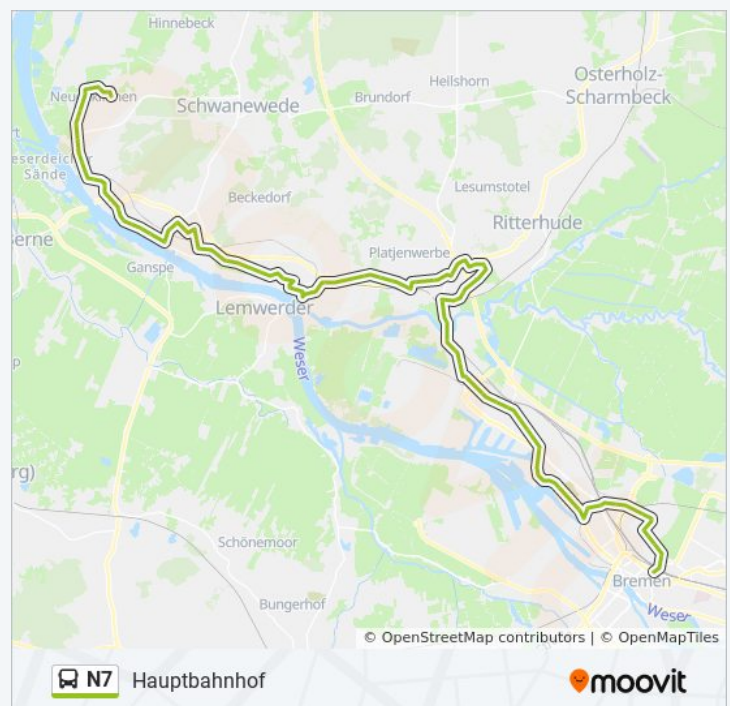 Hinnebeck
Heilshorn
Osterholz-
Scharmbeck
Schwanewede
Brundorf
Sände
Lesumstotel
Beckedorf
Ritterhude
Platjenwerbe
Ganspe
Lemwerder
Weser
Schönemoor
Bungerhof
Bremen
Weser
© OpenStreetMap contributors | © OpenMapTiles
N7 Hauptbahnhof
moovit